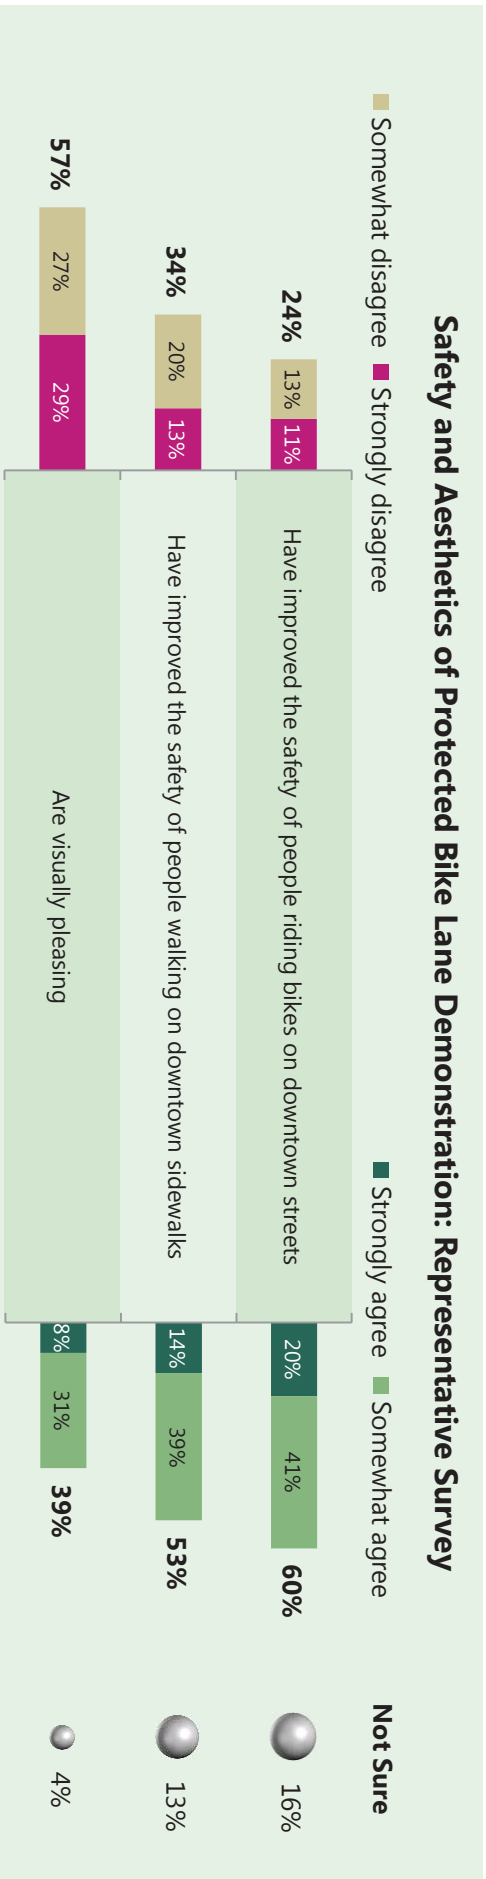 Safety and Aesthetics of Protected Bike Lane Demonstration: Representative Survey
Somewhat disagree Strongly disagree Strongly agree Somewhat agree Not Sure
24% 13% 11% Have improved the safety of people riding bikes on downtown streets 20% 41% 60% 16%
34% 20% 13% Have improved the safety of people walking on downtown sidewalks 14% 39% 53% 13%
57% 27% 29% Are visually pleasing 8% 31% 39% 4%